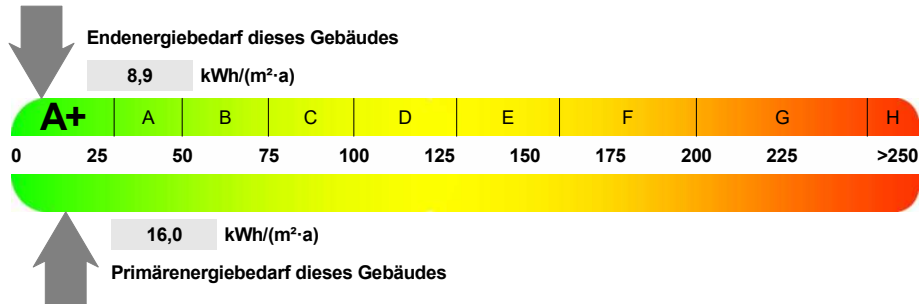 Endenergiebedarf dieses Gebäudes
8,9 kWh/(m²·a)
A+ A B C D E F G H
0 25 50 75 100 125 150 175 200 225 >250
16,0 kWh/(m²·a)
Primärenergiebedarf dieses Gebäudes